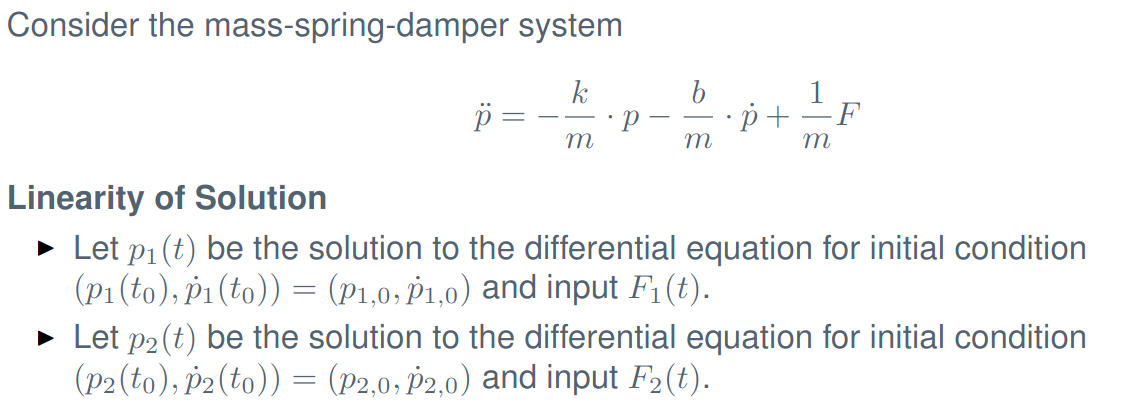 Consider the mass-spring-damper system
p̈ = −k/m · p − b/m · ṗ + 1/m F
Linearity of Solution
▶ Let p₁(t) be the solution to the differential equation for initial condition
(p₁(t₀), ṗ₁(t₀)) = (p₁,₀, ṗ₁,₀) and input F₁(t).
▶ Let p₂(t) be the solution to the differential equation for initial condition
(p₂(t₀), ṗ₂(t₀)) = (p₂,₀, ṗ₂,₀) and input F₂(t).